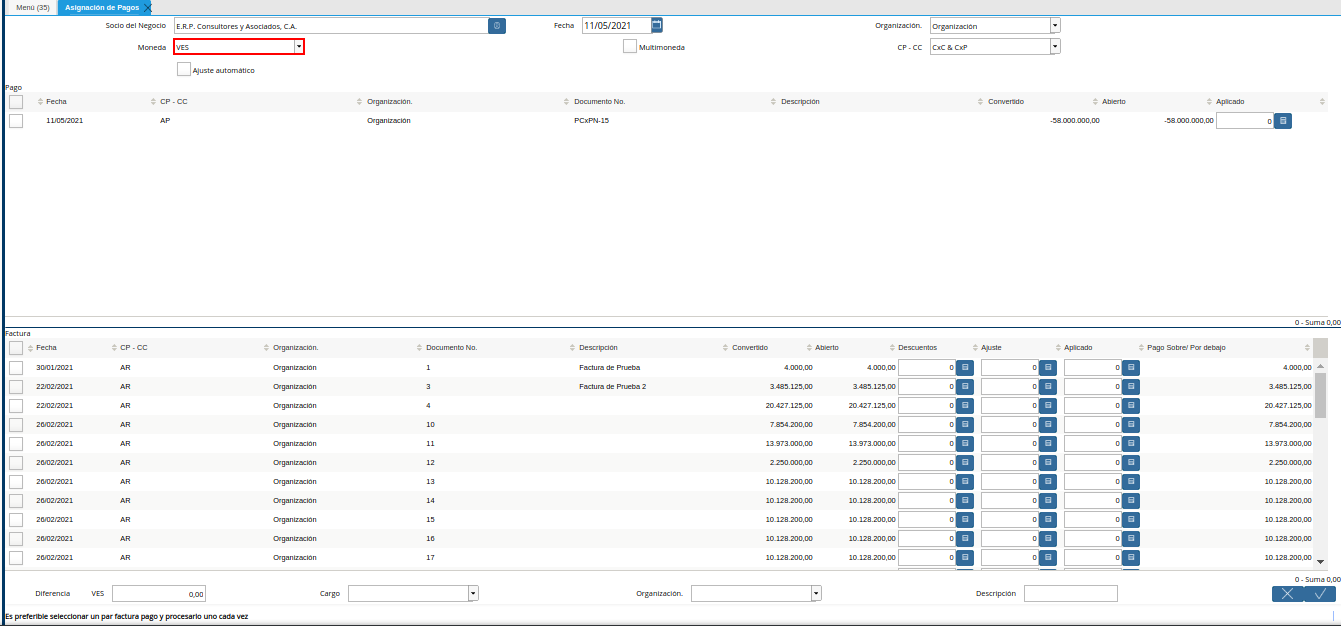 Menú (35) Asignación de Pagos
Socio del Negocio E.R.P. Consultores y Asociados, C.A. Fecha 11/05/2021 Organización. Organización
Moneda VES Multimoneda CP - CC CxC & CxP
Ajuste automático
Pago
Fecha CP - CC Organización. Documento No. Descripción Convertido Abierto Aplicado
11/05/2021 AP Organización PCxPN-15 -58.000.000,00 -58.000.000,00 0
0 - Suma 0,00
Factura
Fecha CP - CC Organización. Documento No. Descripción Convertido Abierto Descuentos Ajuste Aplicado Pago Sobre/ Por debajo
30/01/2021 AR Organización 1 Factura de Prueba 4.000,00 4.000,00 0 0 0 4.000,00
22/02/2021 AR Organización 3 Factura de Prueba 2 3.485.125,00 3.485.125,00 0 0 0 3.485.125,00
22/02/2021 AR Organización 4 20.427.125,00 20.427.125,00 0 0 0 20.427.125,00
26/02/2021 AR Organización 10 7.854.200,00 7.854.200,00 0 0 0 7.854.200,00
26/02/2021 AR Organización 11 13.973.000,00 13.973.000,00 0 0 0 13.973.000,00
26/02/2021 AR Organización 12 2.250.000,00 2.250.000,00 0 0 0 2.250.000,00
26/02/2021 AR Organización 13 10.128.200,00 10.128.200,00 0 0 0 10.128.200,00
26/02/2021 AR Organización 14 10.128.200,00 10.128.200,00 0 0 0 10.128.200,00
26/02/2021 AR Organización 15 10.128.200,00 10.128.200,00 0 0 0 10.128.200,00
26/02/2021 AR Organización 16 10.128.200,00 10.128.200,00 0 0 0 10.128.200,00
26/02/2021 AR Organización 17 10.128.200,00 10.128.200,00 0 0 0 10.128.200,00
0 - Suma 0,00
Diferencia VES 0,00 Cargo Organización. Descripción
Es preferible seleccionar un par factura pago y procesarlo uno cada vez